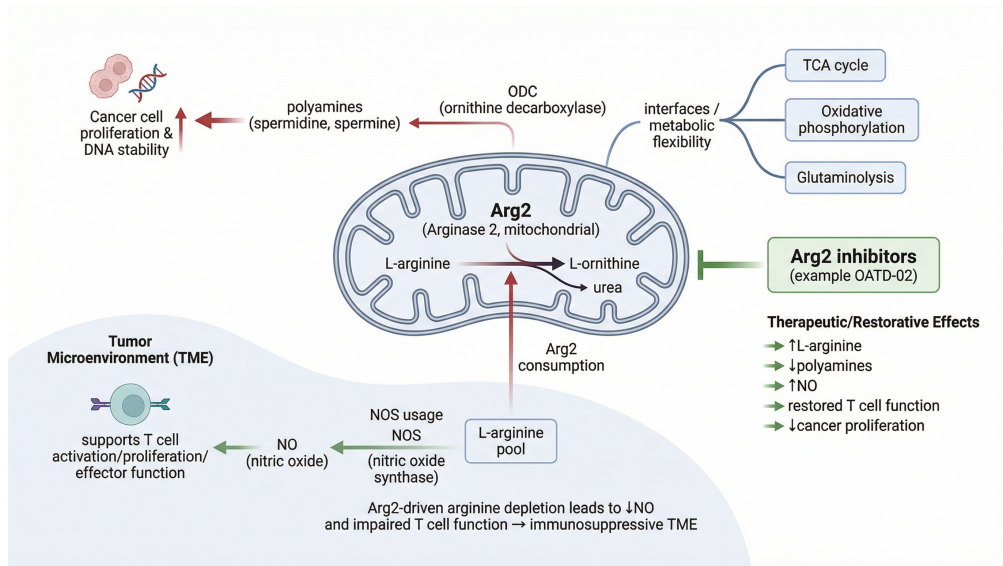 Cancer cell
proliferation &
DNA stability
polyamines
(spermidine, spermine)
ODC
(ornithine decarboxylase)
interfaces /
metabolic
flexibility
TCA cycle
Oxidative
phosphorylation
Glutaminolysis
Arg2
(Arginase 2, mitochondrial)
L-arginine
L-ornithine
urea
Arg2 inhibitors
(example OATD-02)
Therapeutic/Restorative Effects
↑L-arginine
↓polyamines
↑NO
restored T cell function
↓cancer proliferation
Arg2
consumption
Tumor
Microenvironment (TME)
supports T cell
activation/proliferation/
effector function
NO
(nitric oxide)
NOS usage
NOS
(nitric oxide
synthase)
L-arginine
pool
Arg2-driven arginine depletion leads to ↓NO
and impaired T cell function → immunosuppressive TME